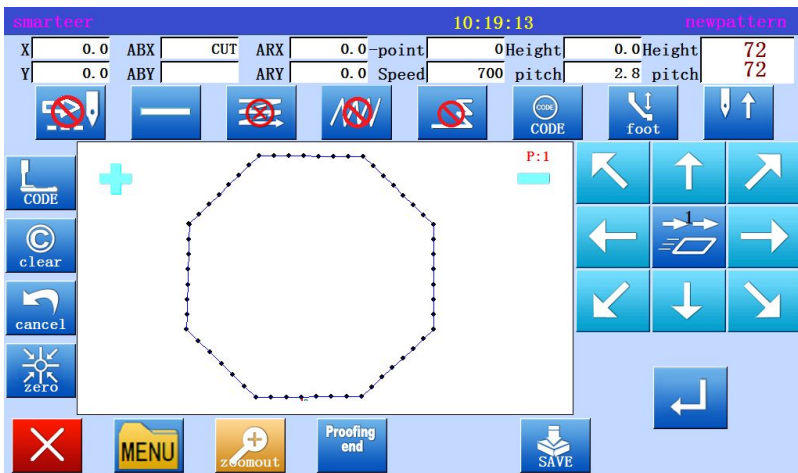 smarteer 10:19:13 newpattern
X 0.0 ABX CUT ARX 0.0 -point 0 Height 0.0 Height 72
Y 0.0 ABY ARY 0.0 Speed 700 pitch 2.8 pitch 72
CODE
CODE foot
P:1
CODE
1
clear
cancel
zero
MENU
zoomout
Proofing
end
SAVE